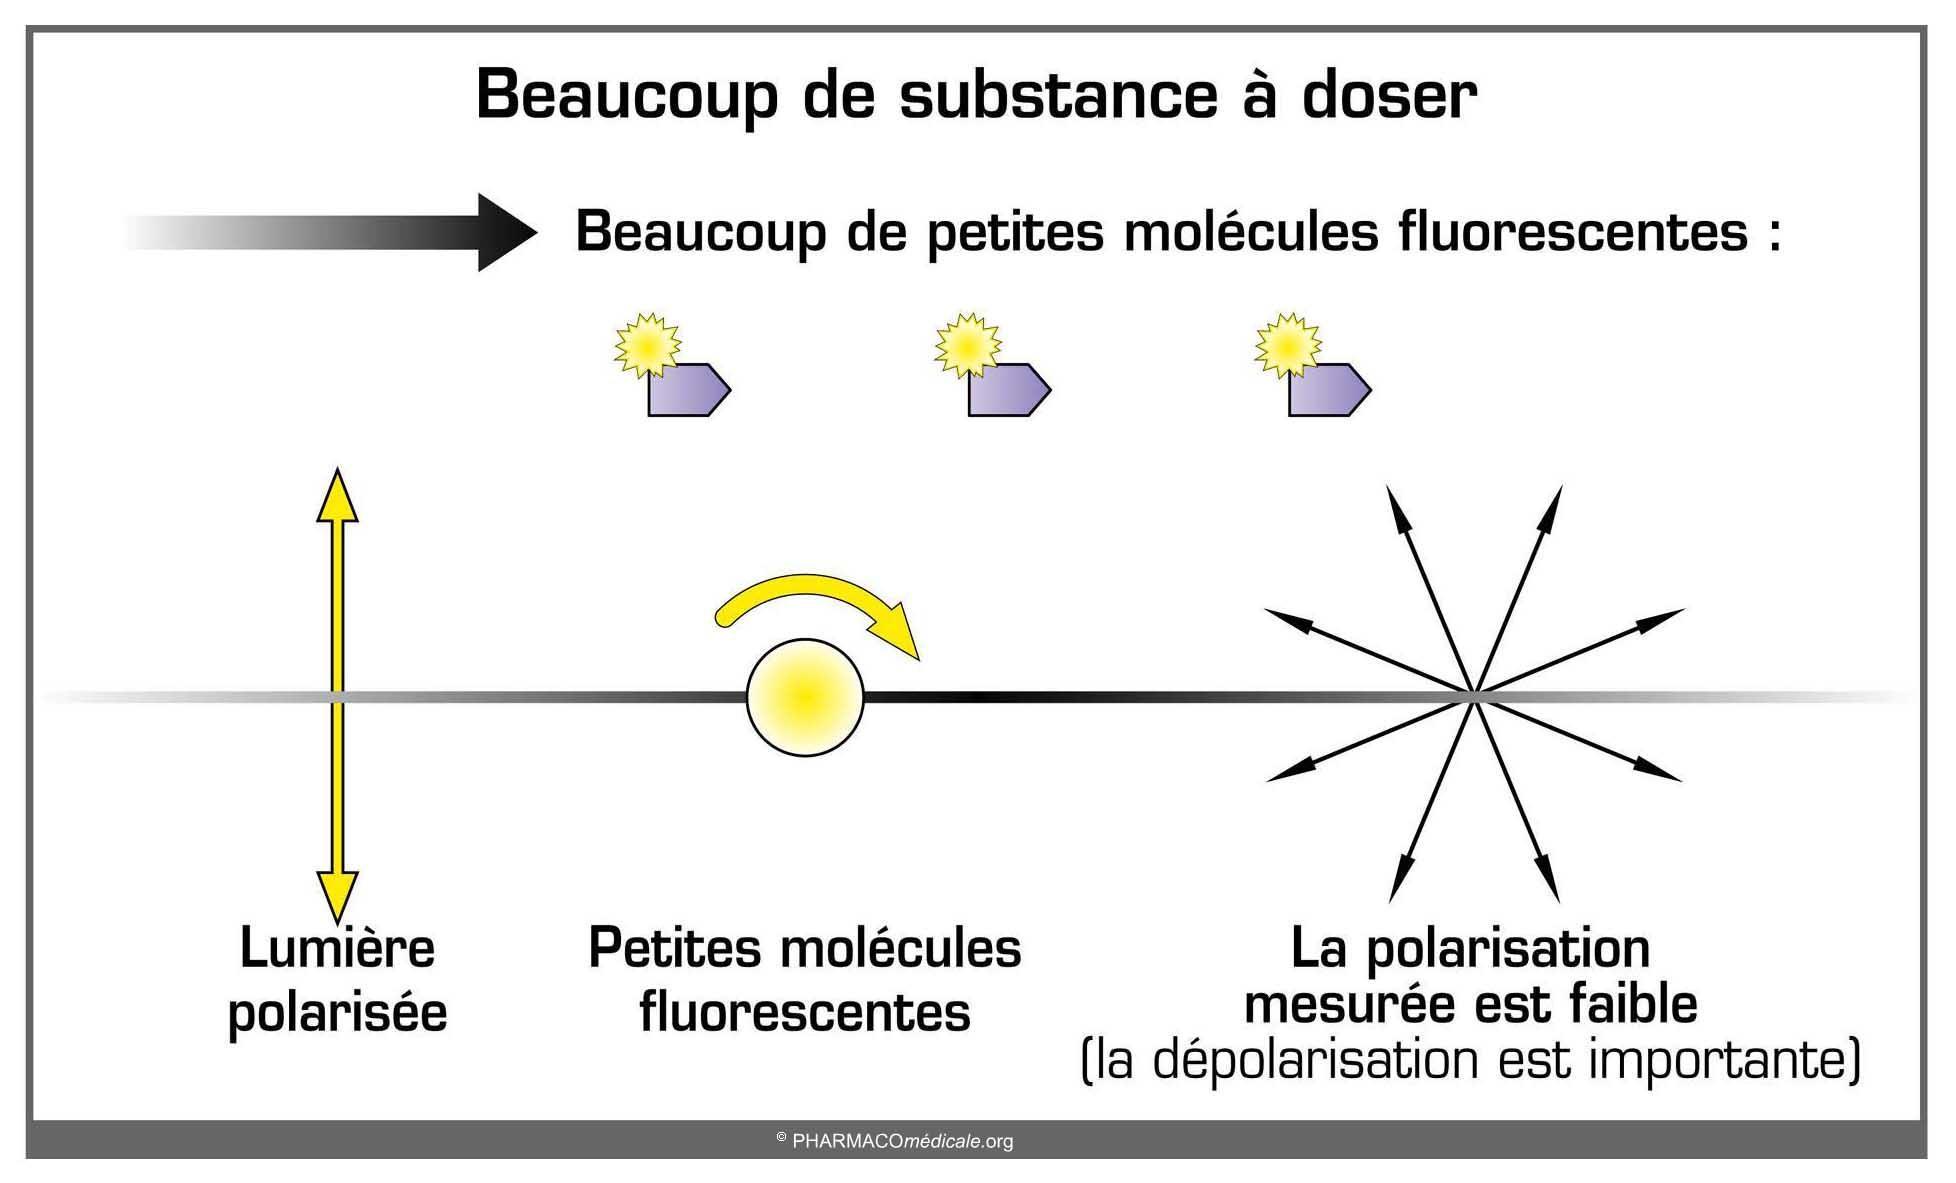 Beaucoup de substance à doser
Beaucoup de petites molécules fluorescentes :
Lumière
polarisée
Petites molécules
fluorescentes
La polarisation
mesurée est faible
(la dépolarisation est importante)
© PHARMACOmédicale.org